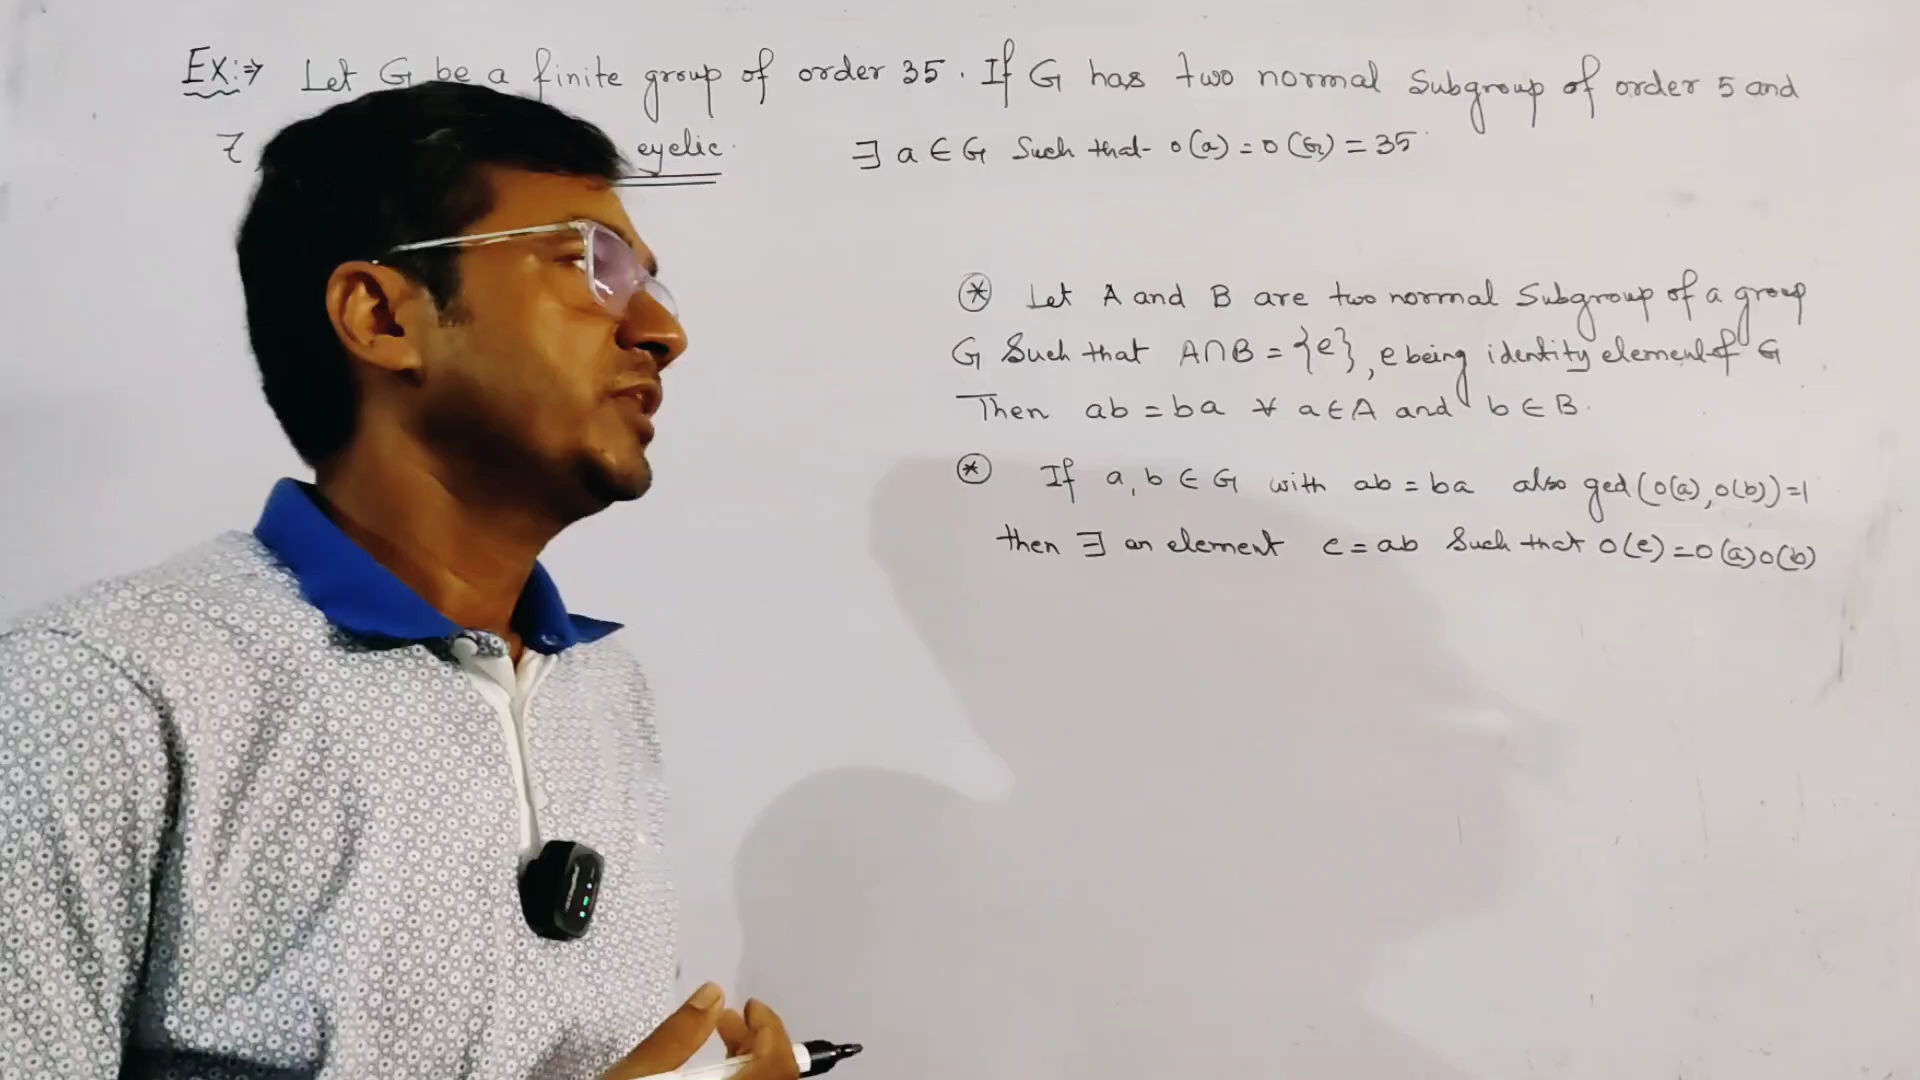 Ex:⇒ Let G be a finite group of order 35. If G has two normal Subgroup of order 5 and
7 cyclic. ∃ a ∈ G Such that o(a) = o(G) = 35
⊛ Let A and B are two normal Subgroup of a group
G Such that A∩B = {e}, e being identity element of G
Then ab = ba ∀ a ∈ A and b ∈ B.
⊛ If a, b ∈ G with ab = ba also gcd(o(a), o(b))=1
then ∃ an element c = ab Such that o(c) = o(a)o(b)